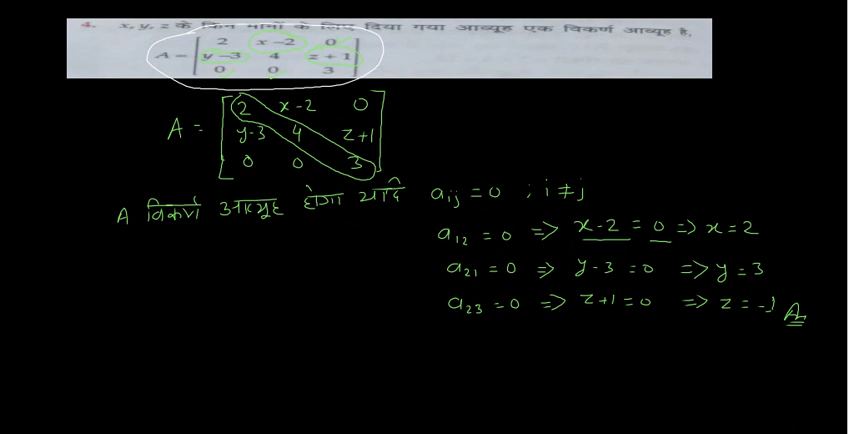 4. x, y, z के किन मानों के लिए दिया गया आव्यूह एक विकर्ण आव्यूह है,
2 x – 2 0
A = y – 3 4 z + 1
0 0 3
2 x-2 0
A = y-3 4 z+1
0 0 3
A विकर्ण आव्यूह होगा यदि aij = 0 ; i ≠ j
a12 = 0 => x-2 = 0 => x = 2
a21 = 0 => y-3 = 0 => y = 3
a23 = 0 => z+1 = 0 => z = -1